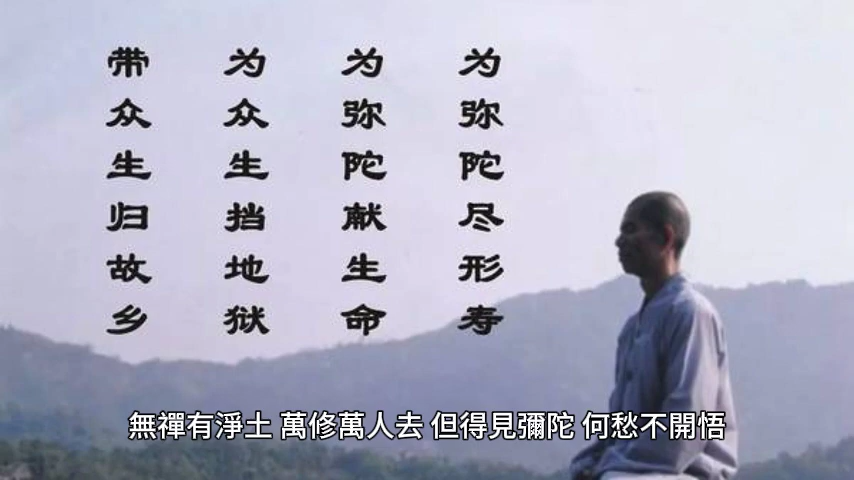 为弥陀尽形寿
为弥陀献生命
为众生挡地狱
带众生归故乡
無禪有淨土 萬修萬人去 但得見彌陀 何愁不開悟